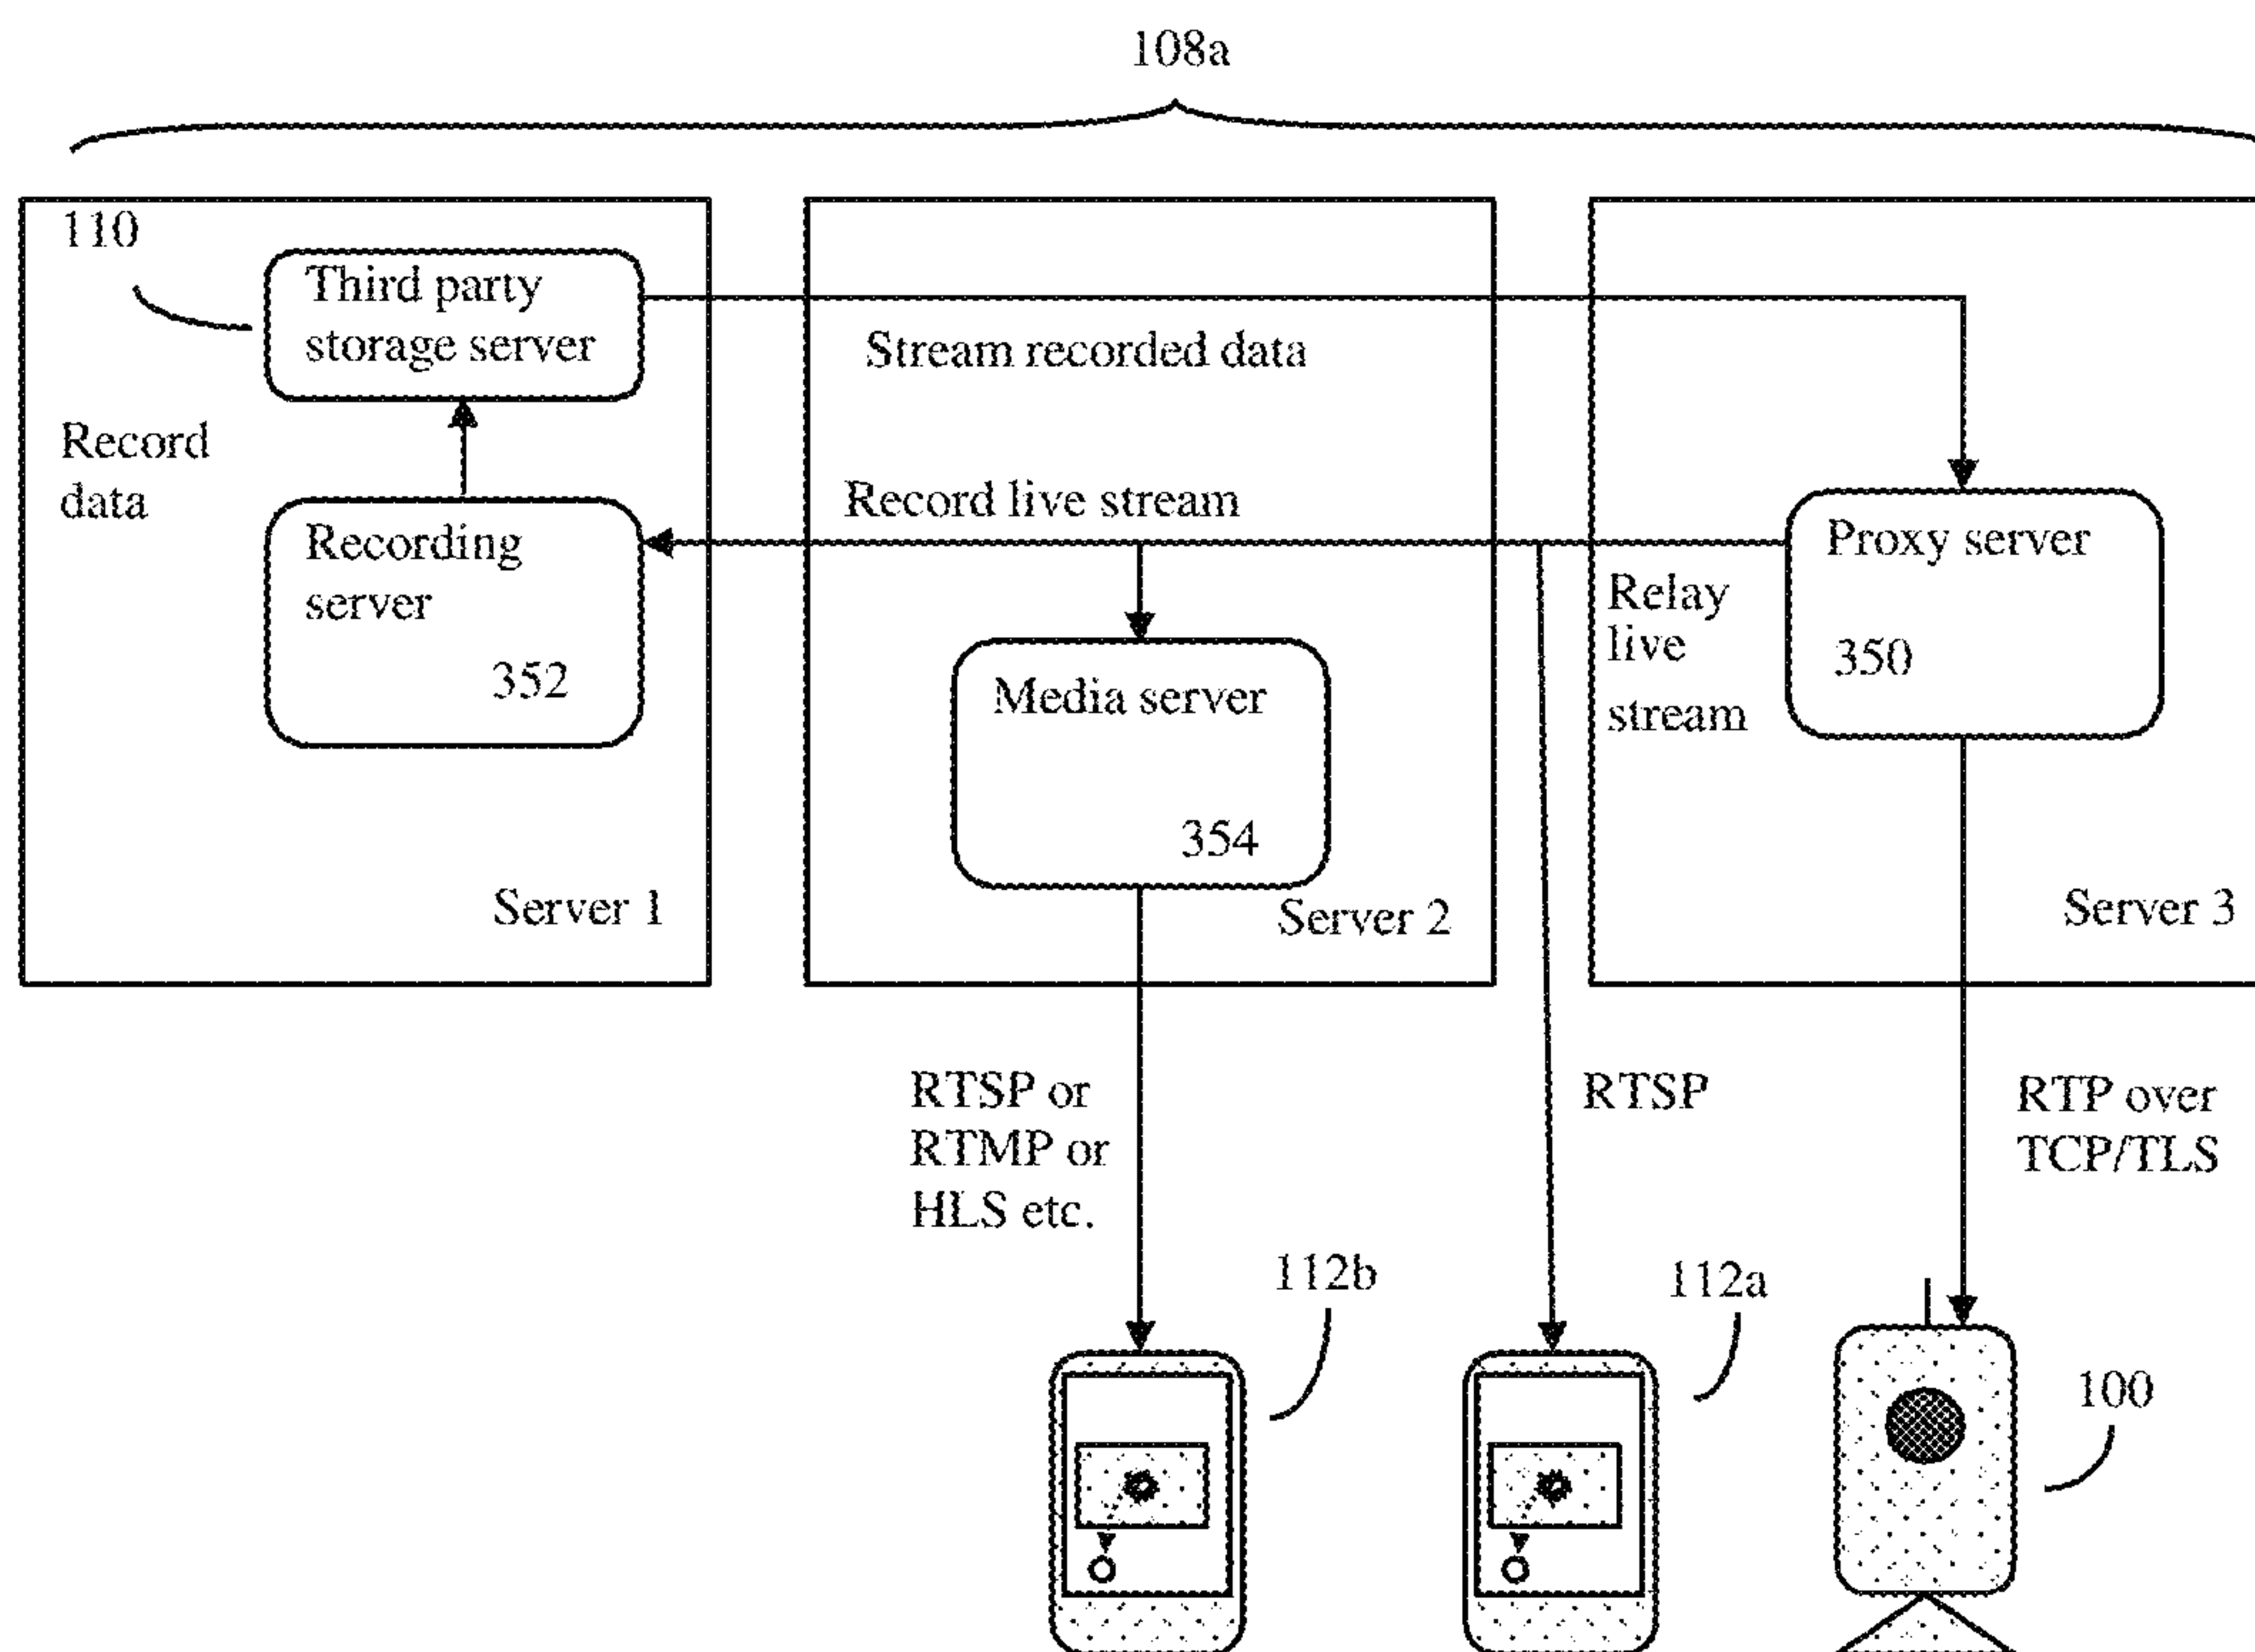 108a
110
Third party
storage server
Stream recorded data
Record
data
Record live stream
Recording
server
352
Proxy server
350
Relay
live
stream
Media server
354
Server 1
Server 2
Server 3
RTSP or
RTMP or
HLS etc.
RTSP
RTP over
TCP/TLS
112b
112a
100